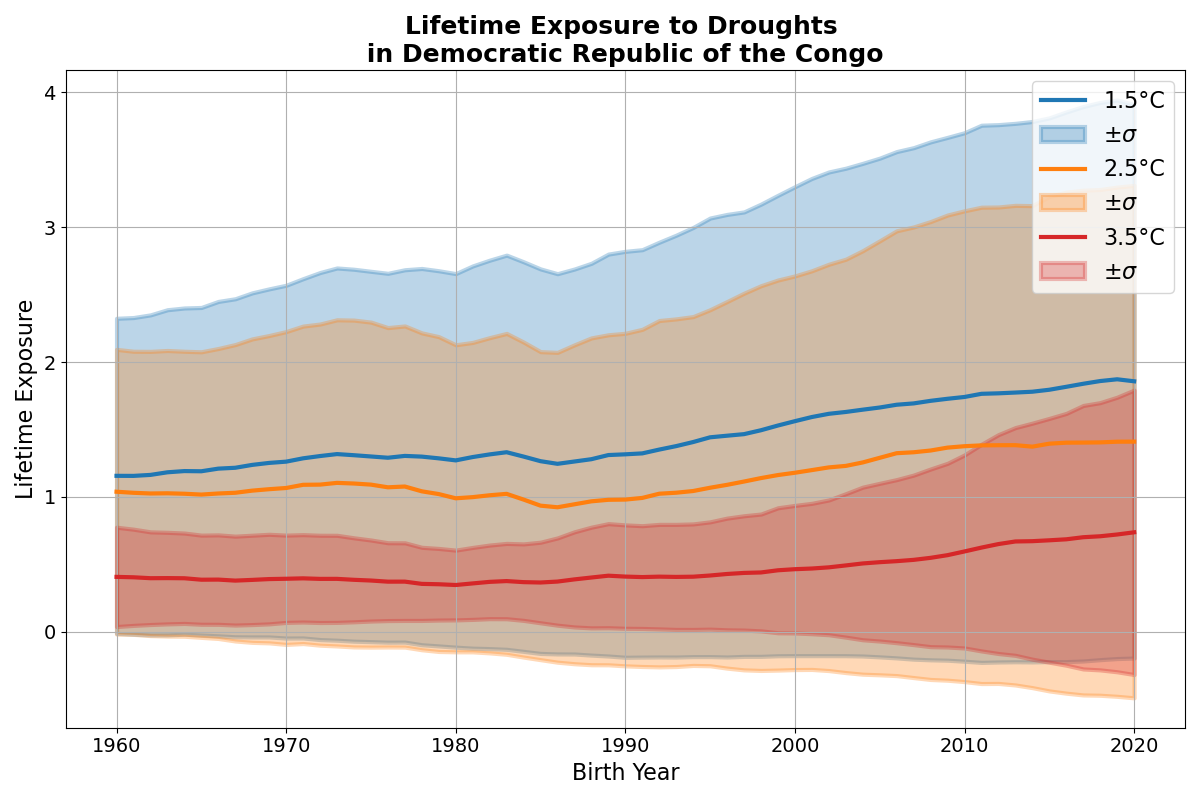 Lifetime Exposure to Droughts
in Democratic Republic of the Congo
Lifetime Exposure
4
3
2
1
0
1960 1970 1980 1990 2000 2010 2020
Birth Year
1.5°C
±σ
2.5°C
±σ
3.5°C
±σ